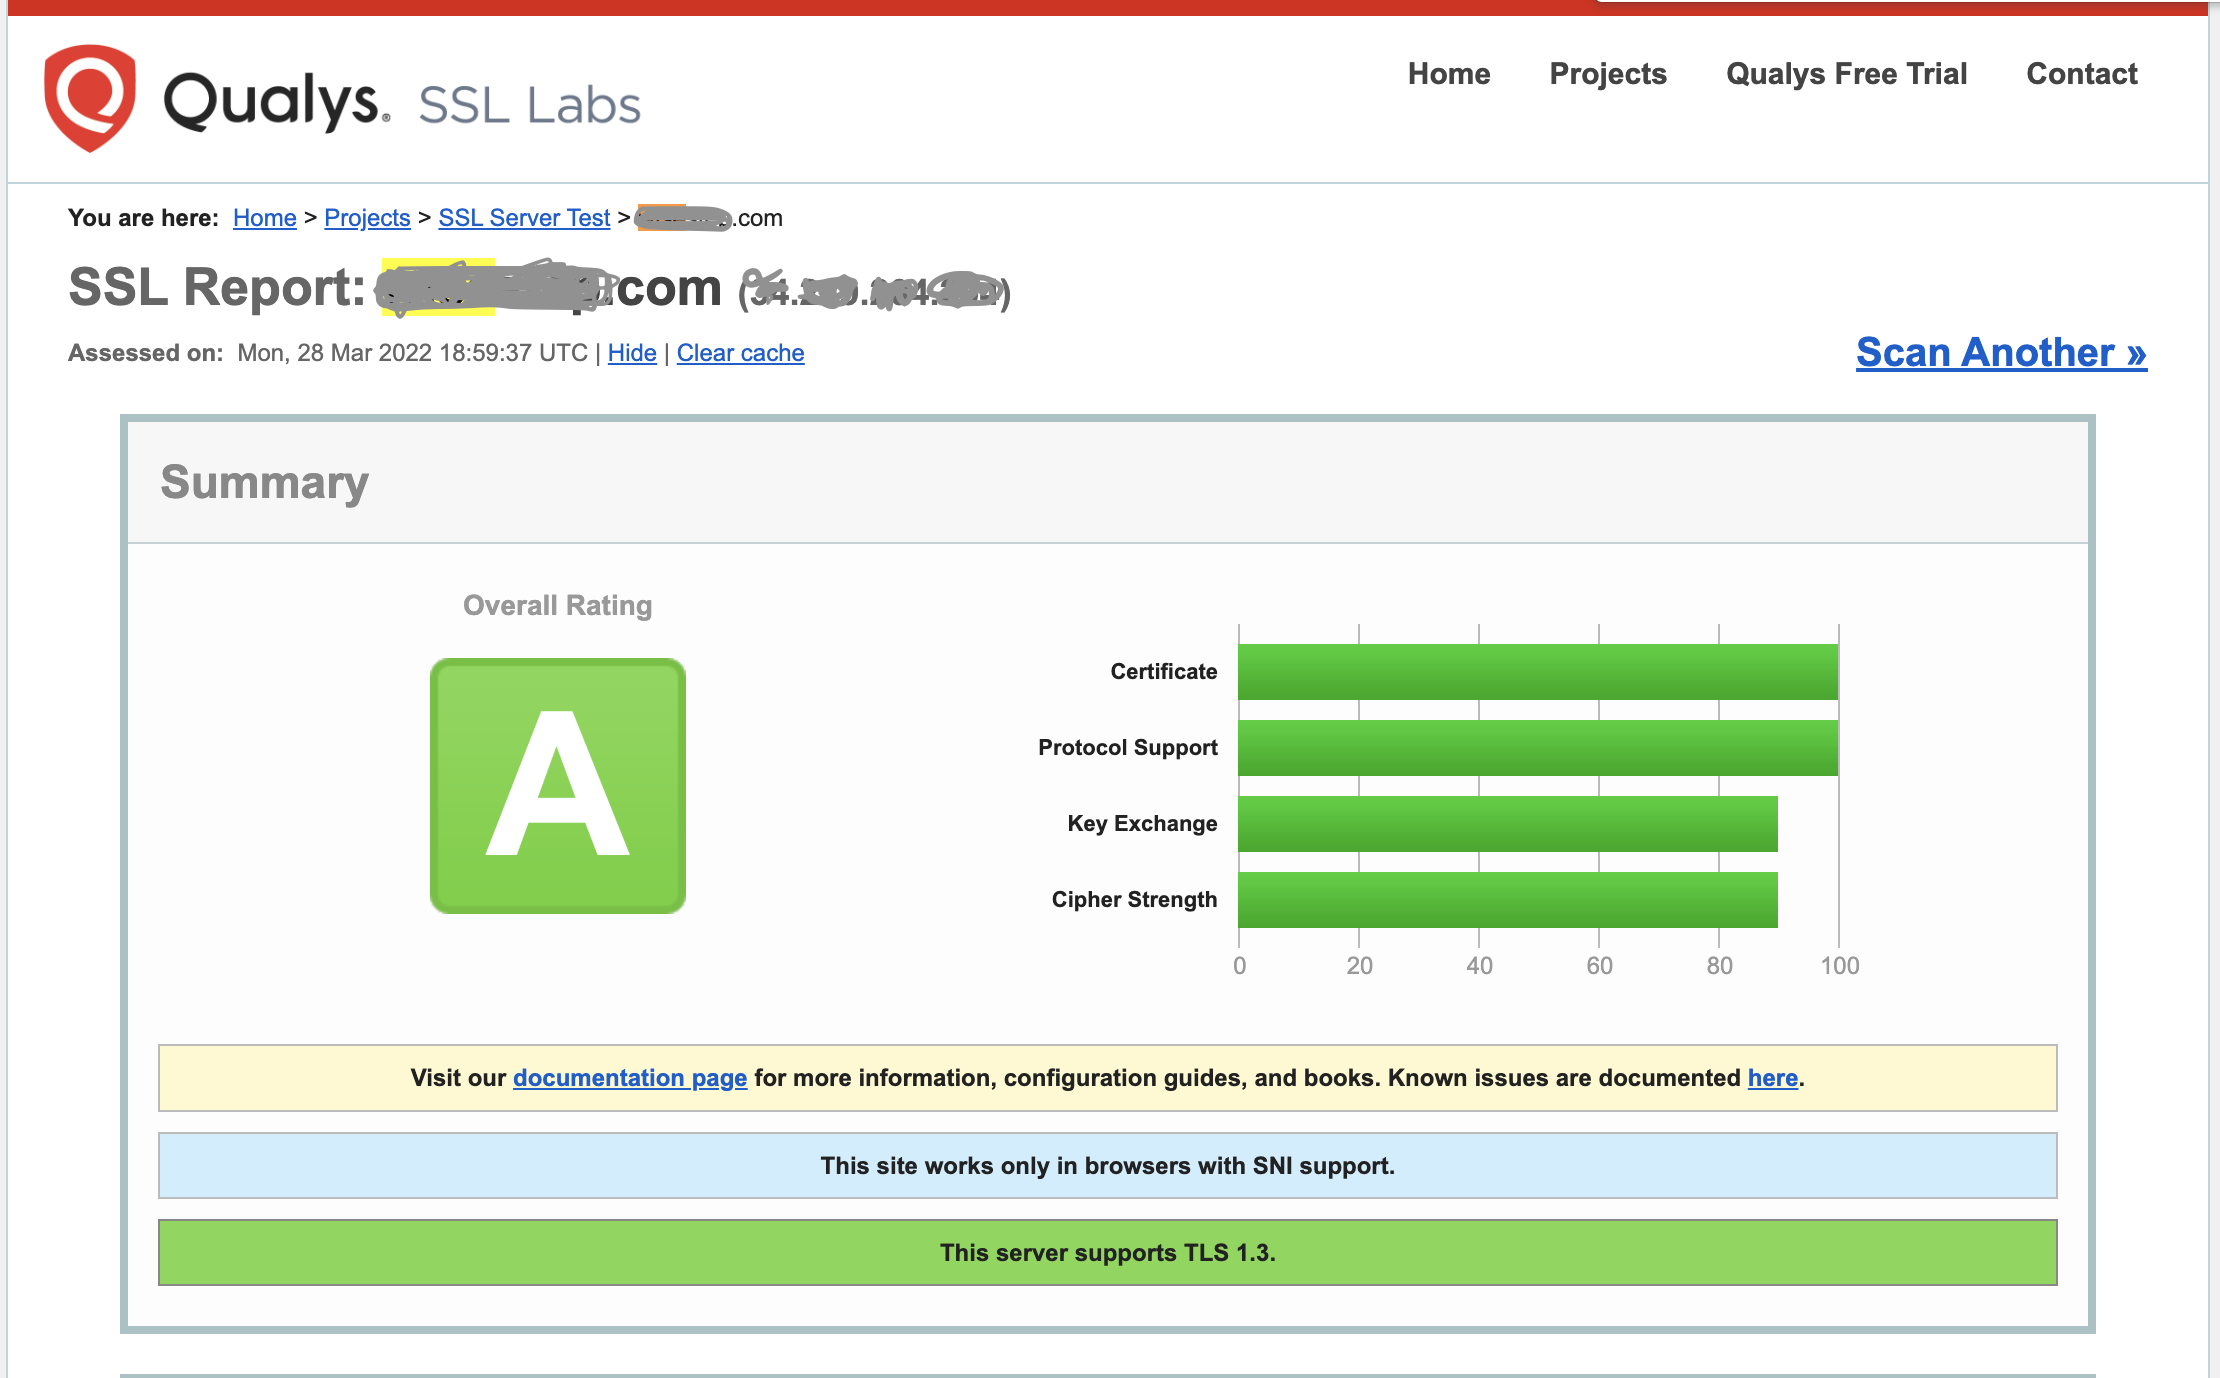 Qualys. SSL Labs
Home Projects Qualys Free Trial Contact
You are here: Home > Projects > SSL Server Test > .com
SSL Report: .com
Assessed on: Mon, 28 Mar 2022 18:59:37 UTC | Hide | Clear cache
Scan Another »
Summary
Overall Rating
A
Certificate
Protocol Support
Key Exchange
Cipher Strength
0 20 40 60 80 100
Visit our documentation page for more information, configuration guides, and books. Known issues are documented here.
This site works only in browsers with SNI support.
This server supports TLS 1.3.